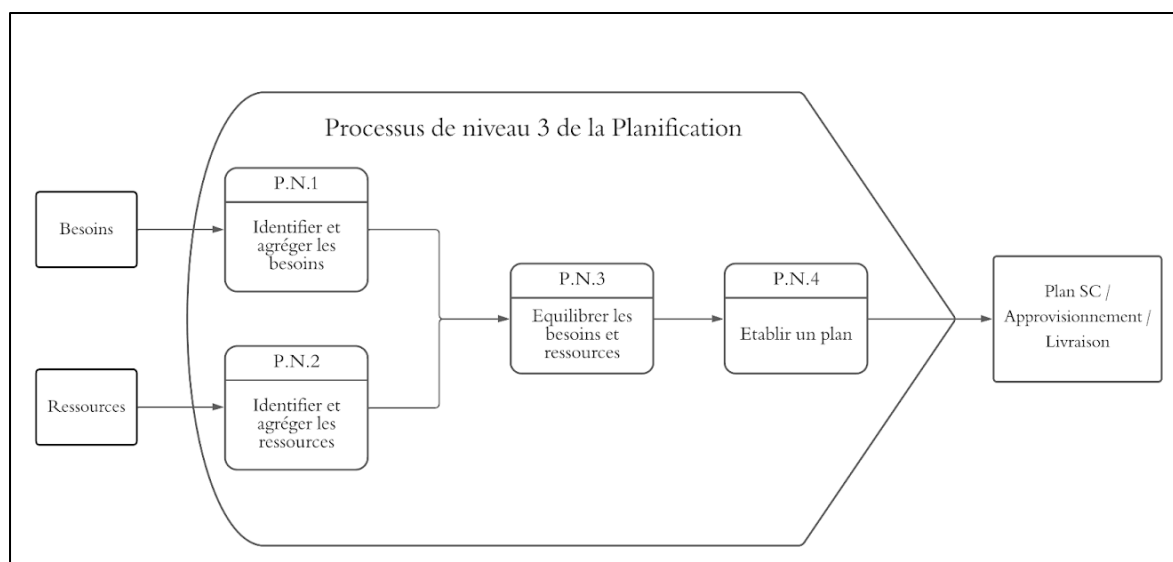 Processus de niveau 3 de la Planification
Besoins
P.N.1
Identifier et
agréger les
besoins
Ressources
P.N.2
Identifier et
agréger les
ressources
P.N.3
Equilibrer les
besoins et
ressources
P.N.4
Etablir un plan
Plan SC /
Approvisionnement /
Livraison